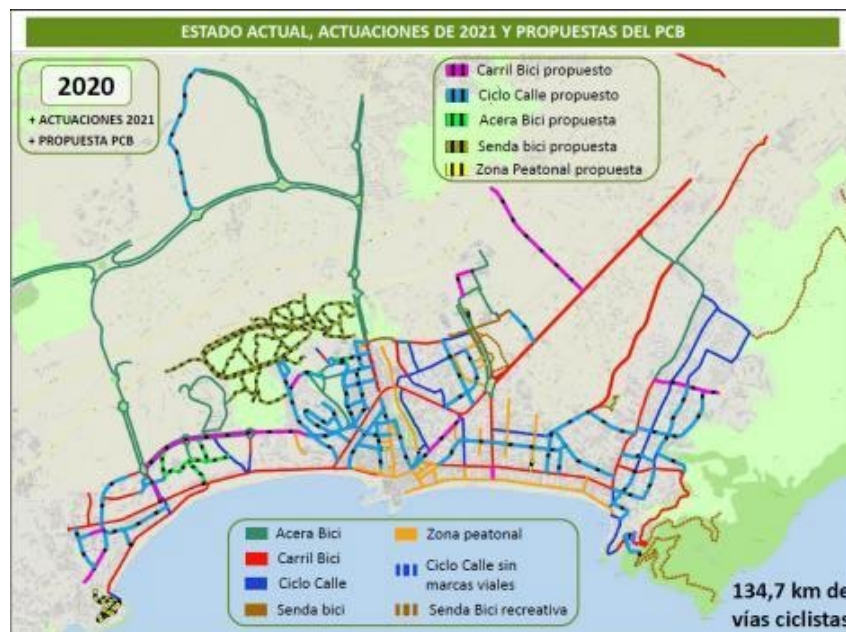 ESTADO ACTUAL, ACTUACIONES DE 2021 Y PROPUESTAS DEL PCB
2020
+ ACTUACIONES 2021
+ PROPUESTA PCB
Carril Bici propuesto
Ciclo Calle propuesto
Acera Bici propuesta
Senda bici propuesta
Zona Peatonal propuesta
Acera Bici
Carril Bici
Ciclo Calle
Senda bici
Zona peatonal
Ciclo Calle sin
marcas viales
Senda Bici recreativa
134,7 km de
vías ciclistas